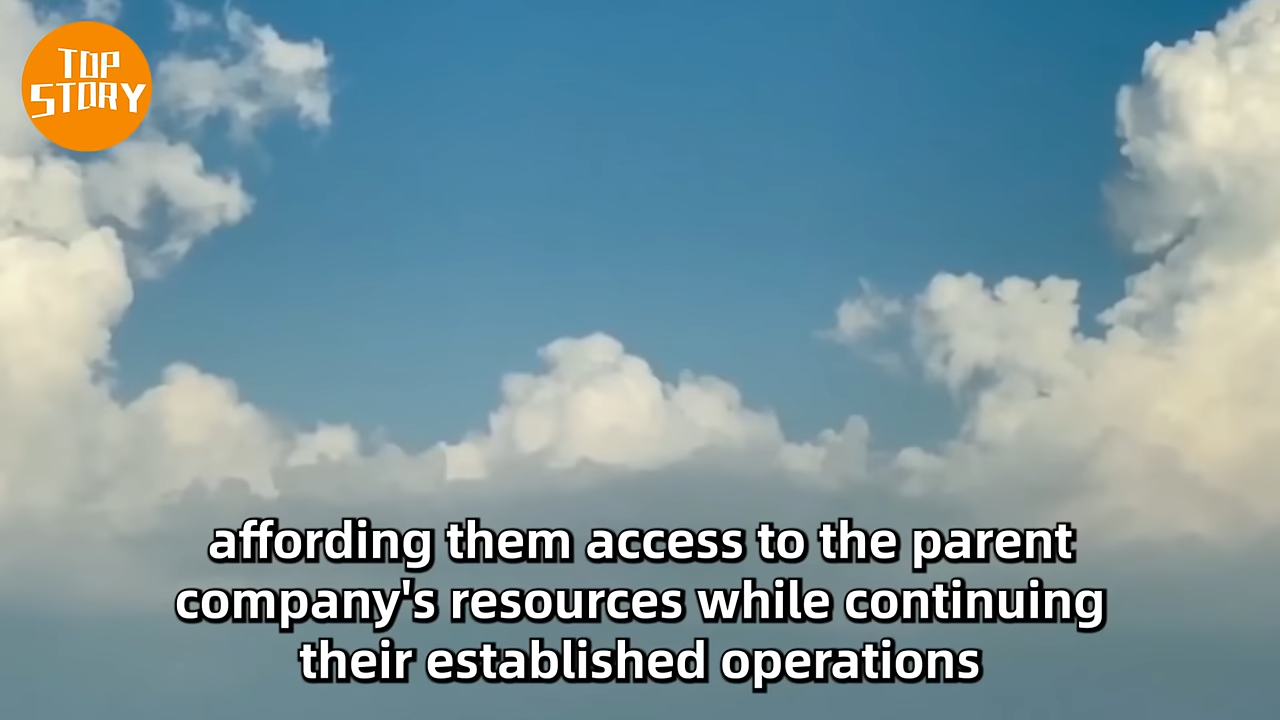 TOP
STORY
affording them access to the parent
company's resources while continuing
their established operations